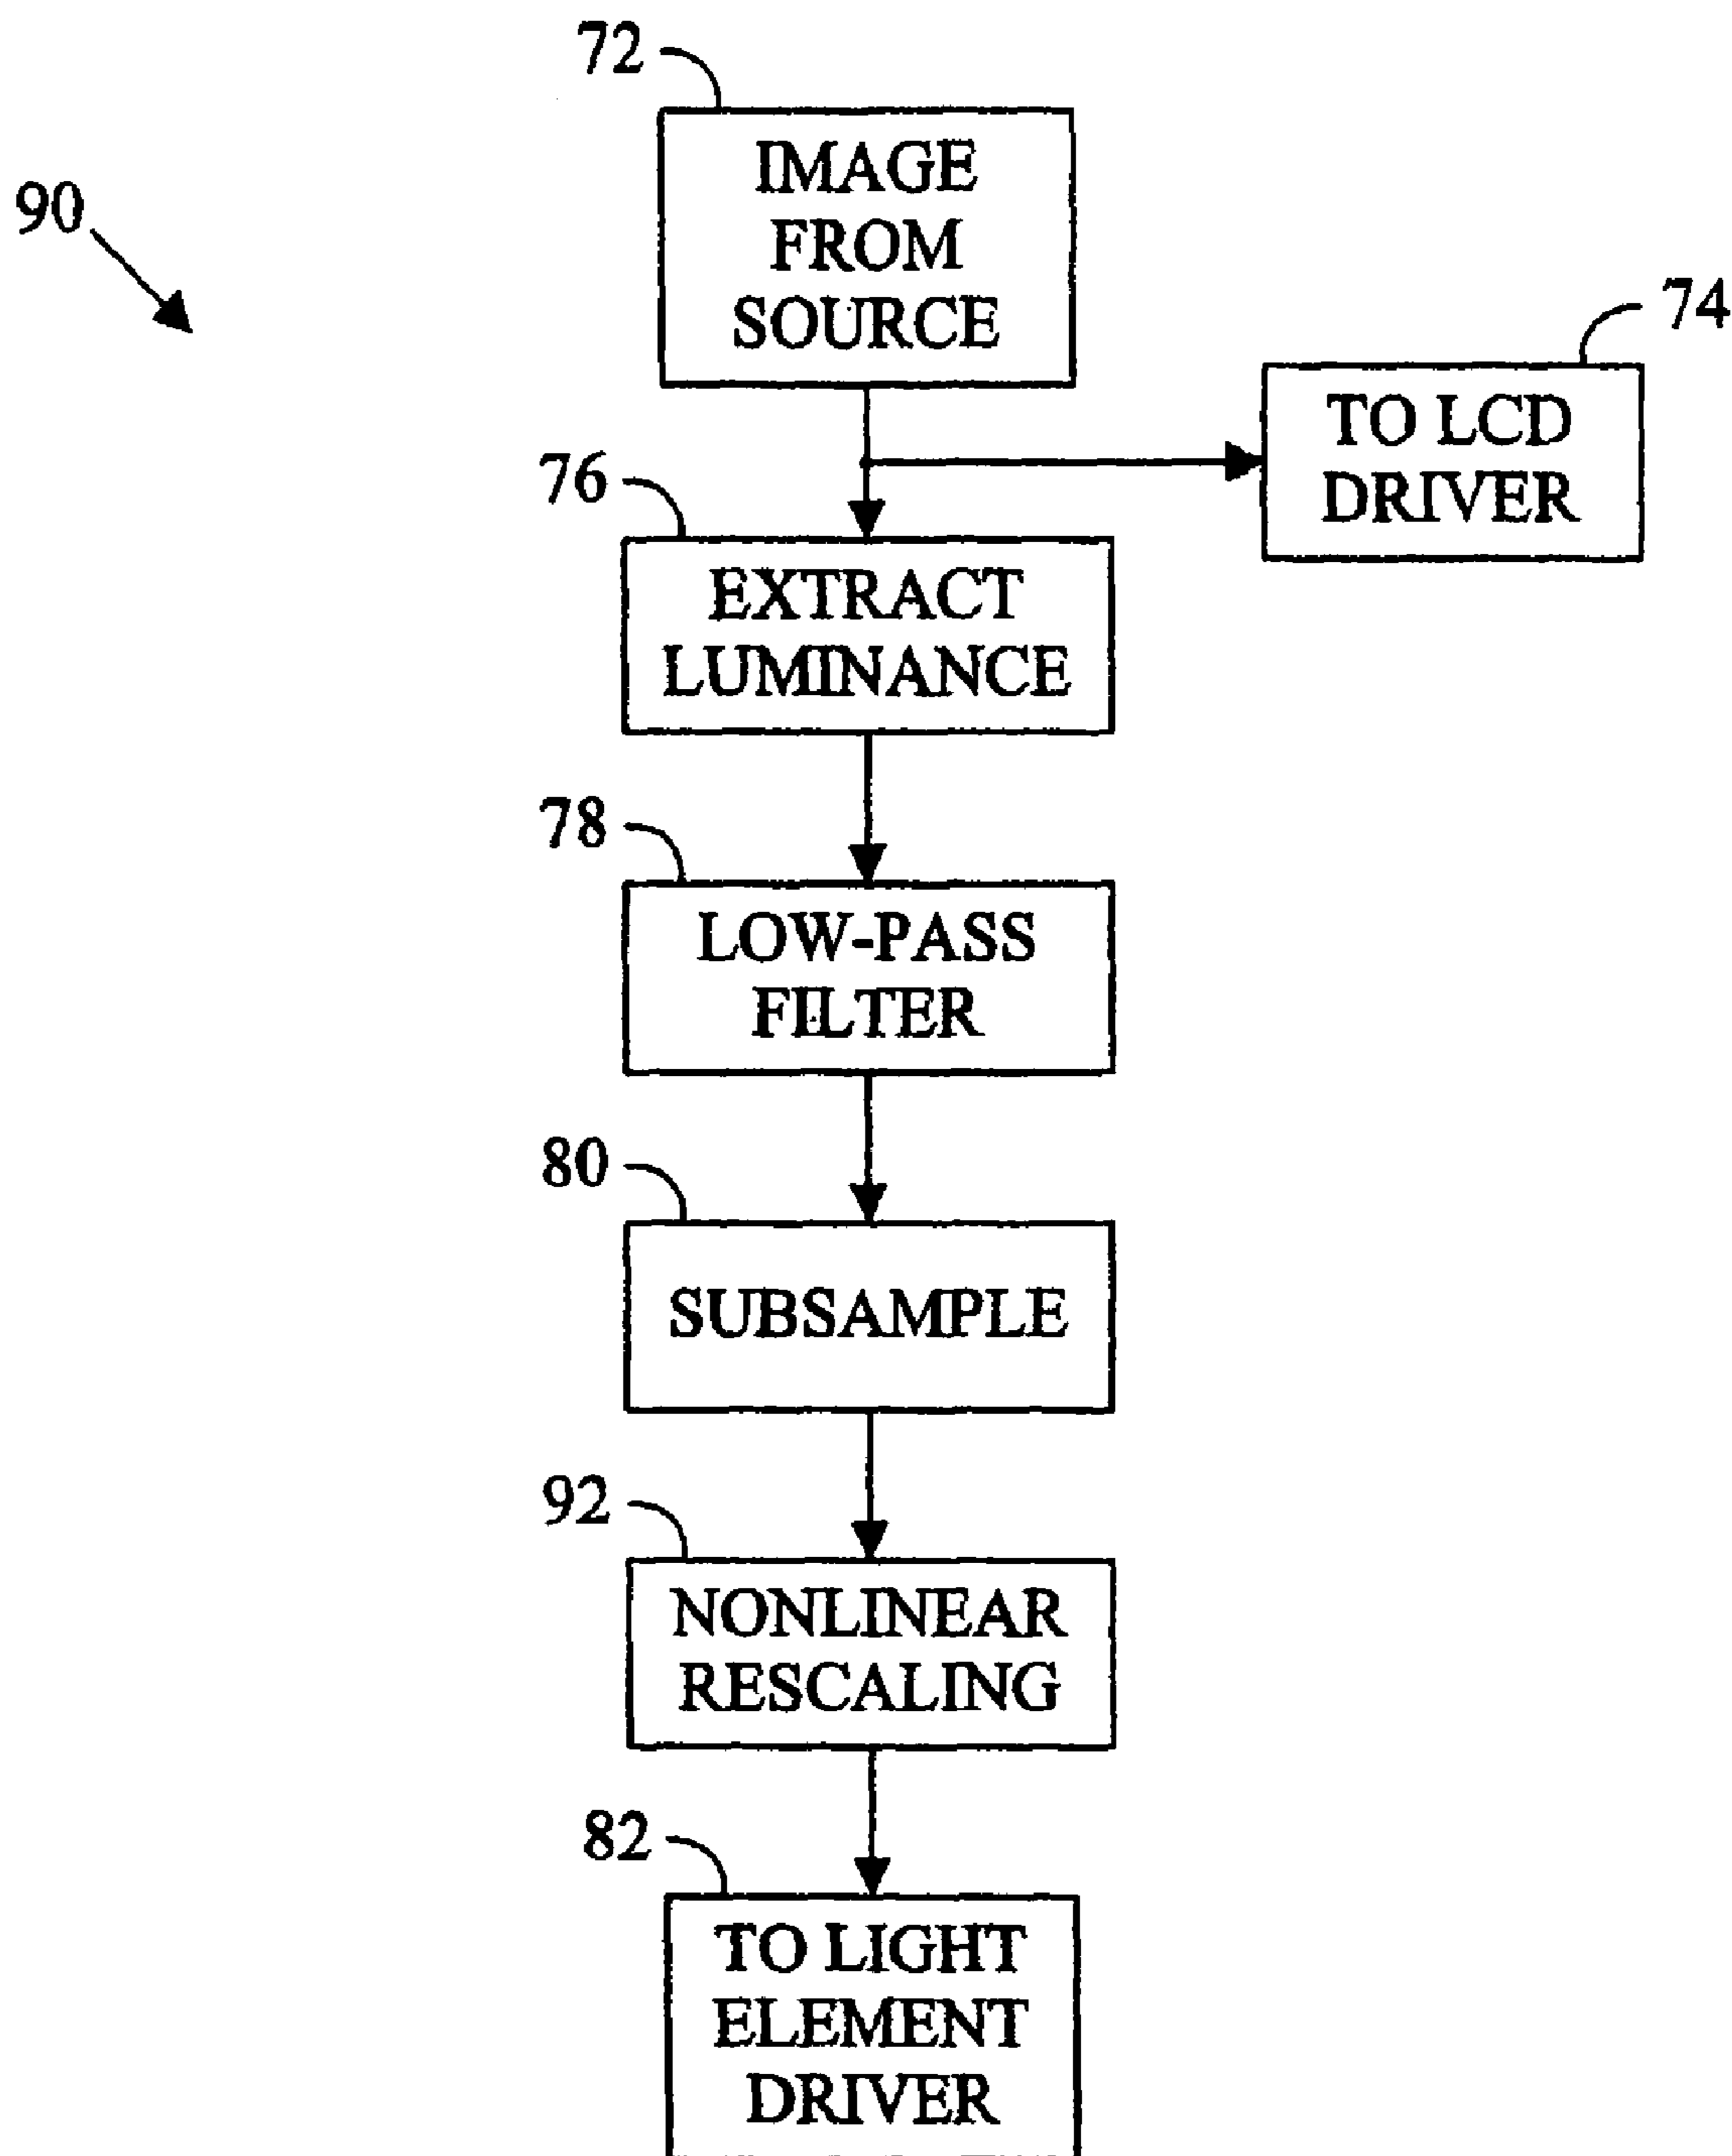 72
IMAGE
FROM
SOURCE
90
74
TO LCD
DRIVER
76
EXTRACT
LUMINANCE
78
LOW-PASS
FILTER
80
SUBSAMPLE
92
NONLINEAR
RESCALING
82
TO LIGHT
ELEMENT
DRIVER